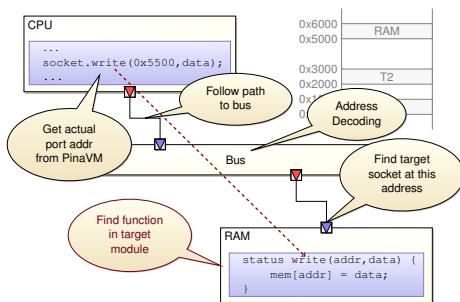 CPU
...
socket.write(0x5500,data);
...
0x6000
RAM
0x5000
0x3000
T2
0x2000
Follow path
to bus
Address
Decoding
Get actual
port addr
from PinaVM
Bus
Find target
socket at this
address
Find function
in target
module
RAM
status write(addr,data) {
mem[addr] = data;
}